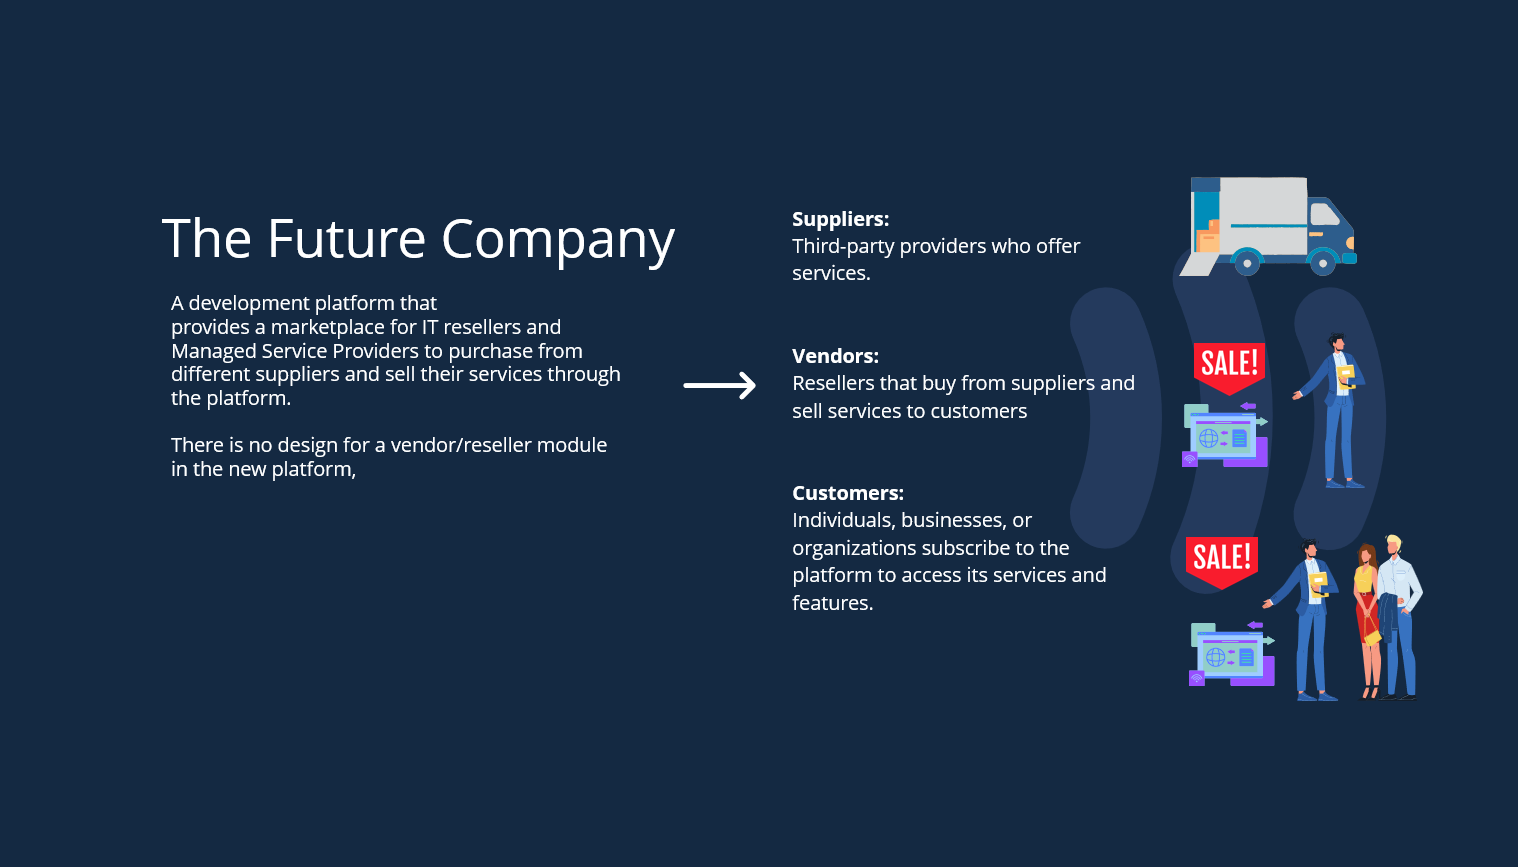 The Future Company
A development platform that
provides a marketplace for IT resellers and
Managed Service Providers to purchase from
different suppliers and sell their services through
the platform.
There is no design for a vendor/reseller module
in the new platform,
Suppliers:
Third-party providers who offer
services.
Vendors:
Resellers that buy from suppliers and
sell services to customers
Customers:
Individuals, businesses, or
organizations subscribe to the
platform to access its services and
features.
SALE!
SALE!